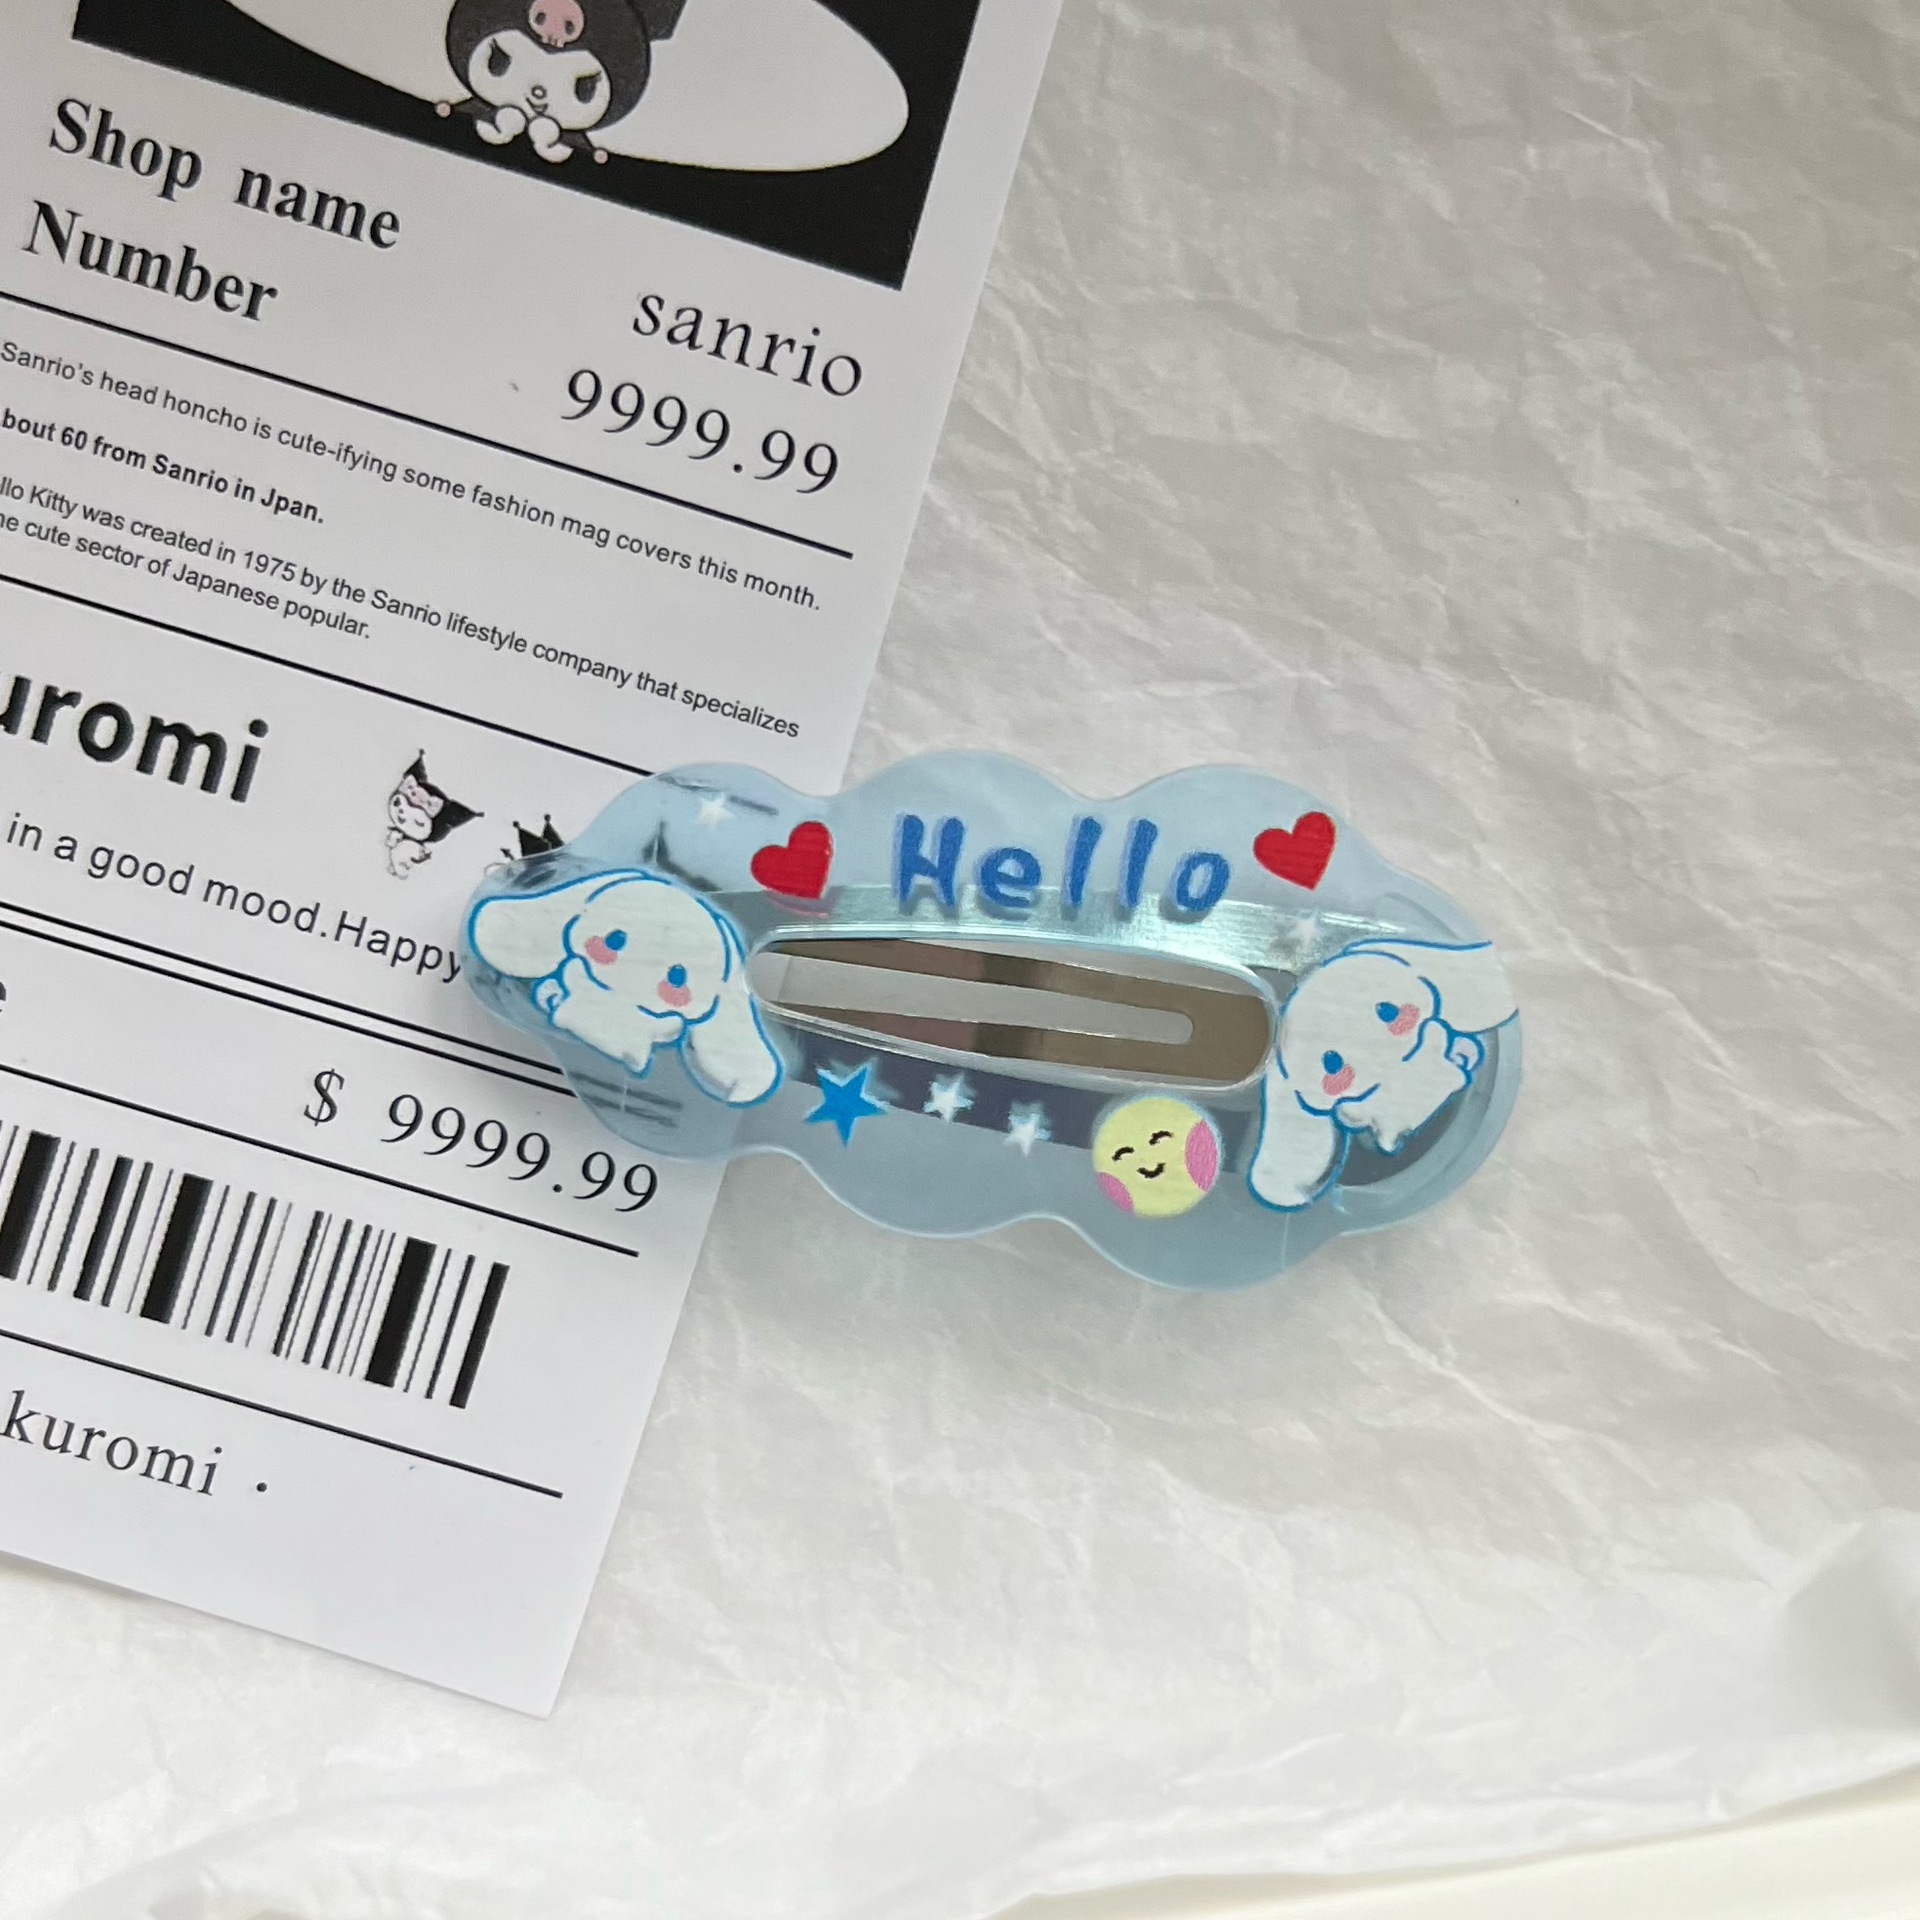 Shop name
sanrio
Number
9999.99
Sanrio's head honcho is cute-ifying some fashion mag covers this month.
60 from Sanrio in Jpan.
Kitty was created in 1975 by the Sanrio lifestyle company that specializes
cute sector of Japanese popular.
uromi
in a good mood.Happy
$ 9999.99
kuromi ·
Hello